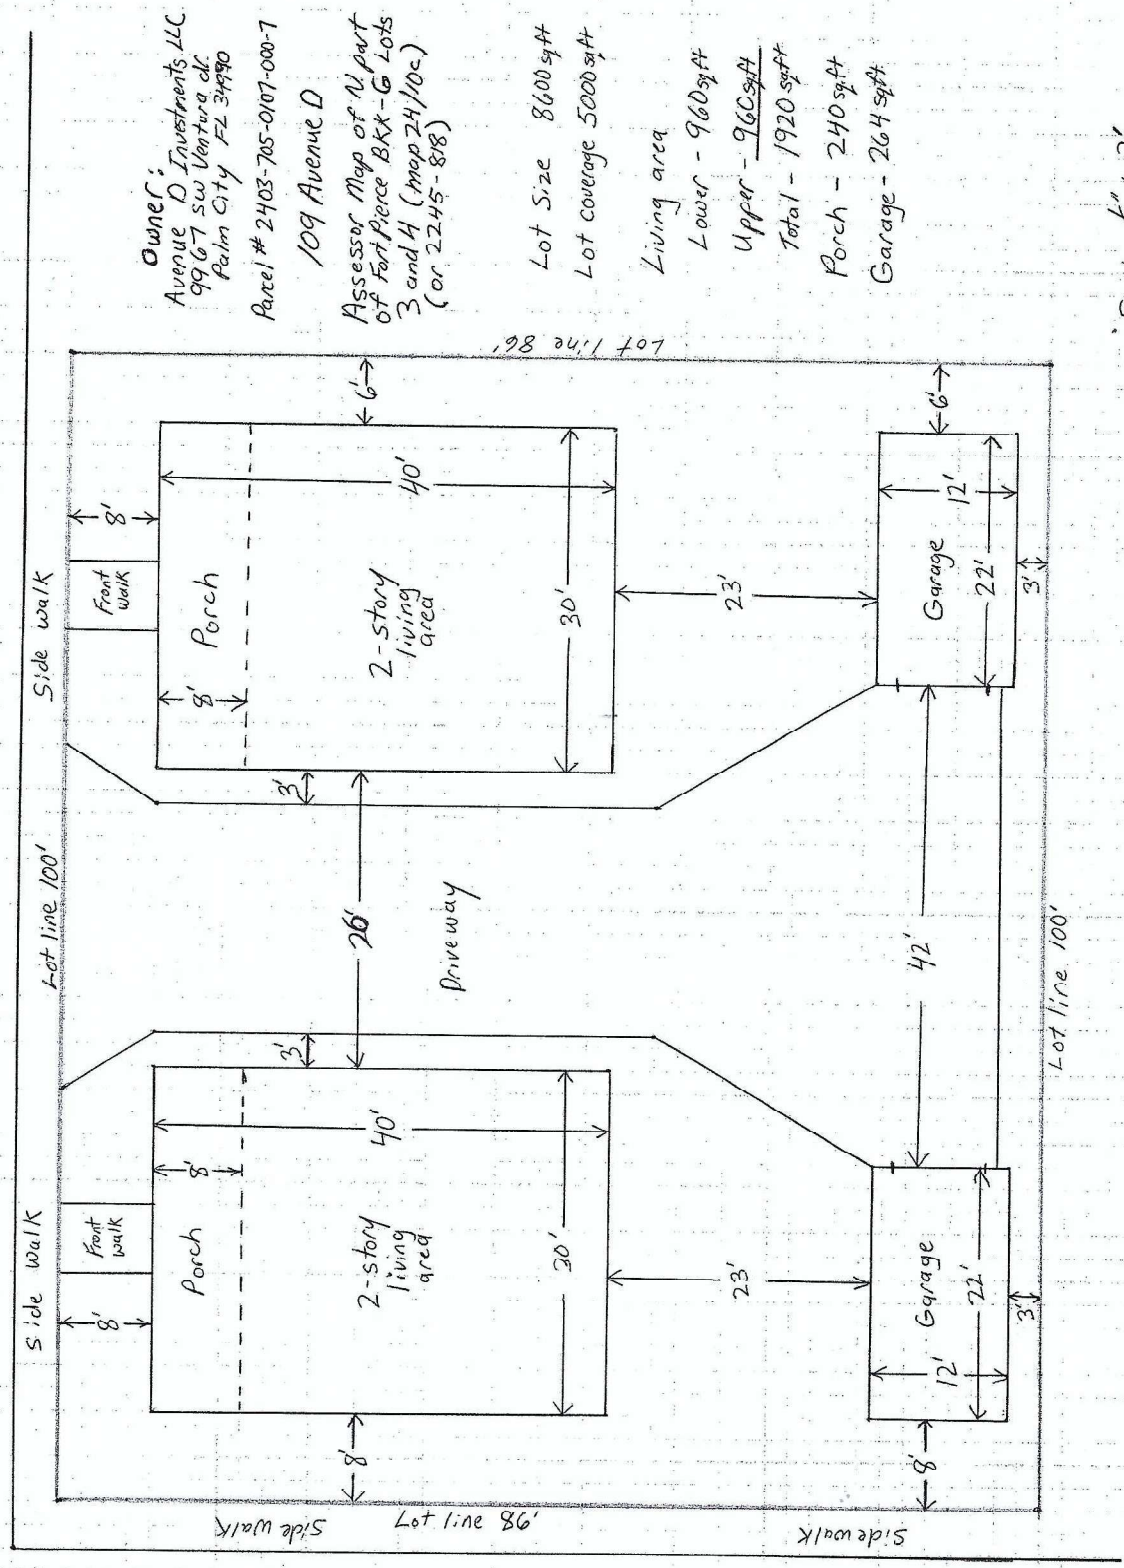 Side walk
Side walk
Lot line 100'
Front
walk
8'
Porch
8'
2-story
living
area
40'
30'
8'
3'
26'
Driveway
23'
Garage
12'
22'
8'
3'
42'
Front
walk
8'
Porch
8'
2-story
living
area
40'
30'
3'
6'
23'
Garage
12'
22'
6'
3'
Lot line 100'
Side walk
Lot line 86'
Side walk
Lot line 86'
Owner:
Avenue D Investments LLC
9967 SW Ventura dr.
Palm City FL 34990
Parcel # 2403-705-0107-000-7
109 Avenue D
Assessor Map of N. part
of Fort Pierce BKK-G Lots
3 and 4 (map 24/10c)
(or 2245-818)
Lot Size 8600 sqft
Lot coverage 5000 sqft
Living area
Lower - 960 sqft
Upper - 960 sqft
Total - 1920 sqft
Porch - 240 sqft
Garage - 264 sqft